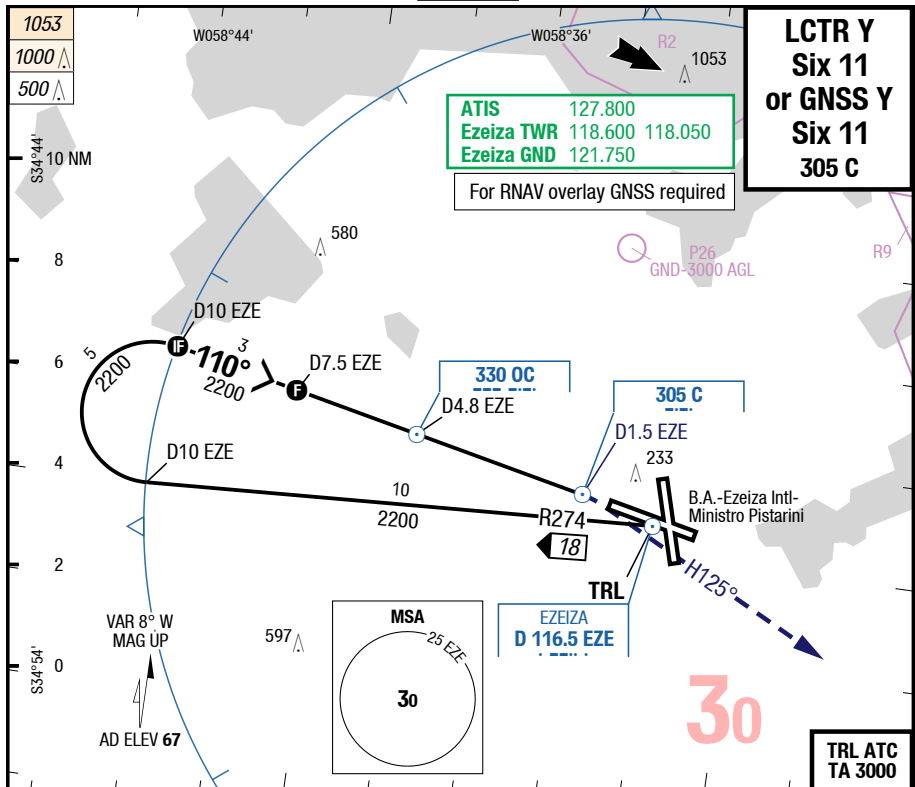 1053
1000
500
W058°44'
W058°36'
R2
1053
LCTR Y
Six 11
or GNSS Y
Six 11
305 C
ATIS 127.800
Ezeiza TWR 118.600 118.050
Ezeiza GND 121.750
For RNAV overlay GNSS required
S34°44'
10 NM
580
P26
GND-3000 AGL
R9
8
D10 EZE
IF
110°
3
2200
5
2200
6
D7.5 EZE
F
330 OC
D4.8 EZE
305 C
D1.5 EZE
4
D10 EZE
233
B.A.-Ezeiza Intl-
Ministro Pistarini
10
2200
R274
18
2
TRL
H125°
VAR 8° W
MAG UP
597
MSA
25 EZE
30
EZEIZA
D 116.5 EZE
S34°54'
0
30
AD ELEV 67
TRL ATC
TA 3000